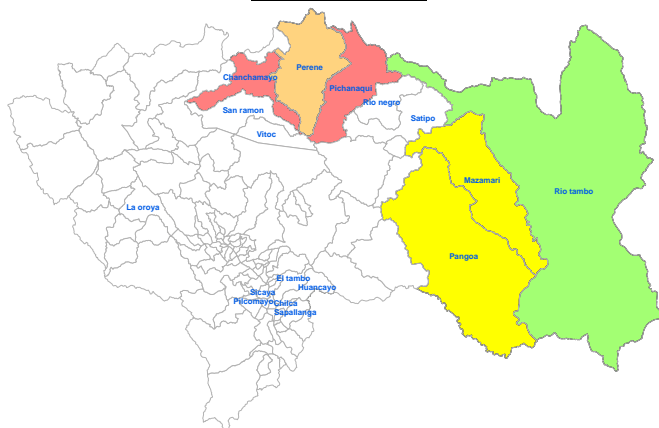 Perene
Chanchamayo
Pichanaqui
Rio negro
San ramon
Satipo
Vitoc
Mazamari
Rio tambo
La oroya
Pangoa
El tambo
Huancayo
Sicaya
Pilcomayo
Chilca
Sapallanga